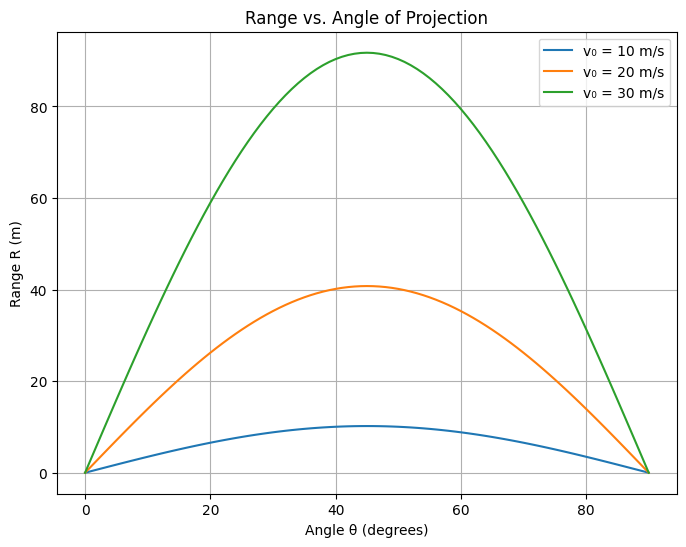 Range vs. Angle of Projection
v₀ = 10 m/s
v₀ = 20 m/s
v₀ = 30 m/s
Range R (m)
80
60
40
20
0
0 20 40 60 80
Angle θ (degrees)